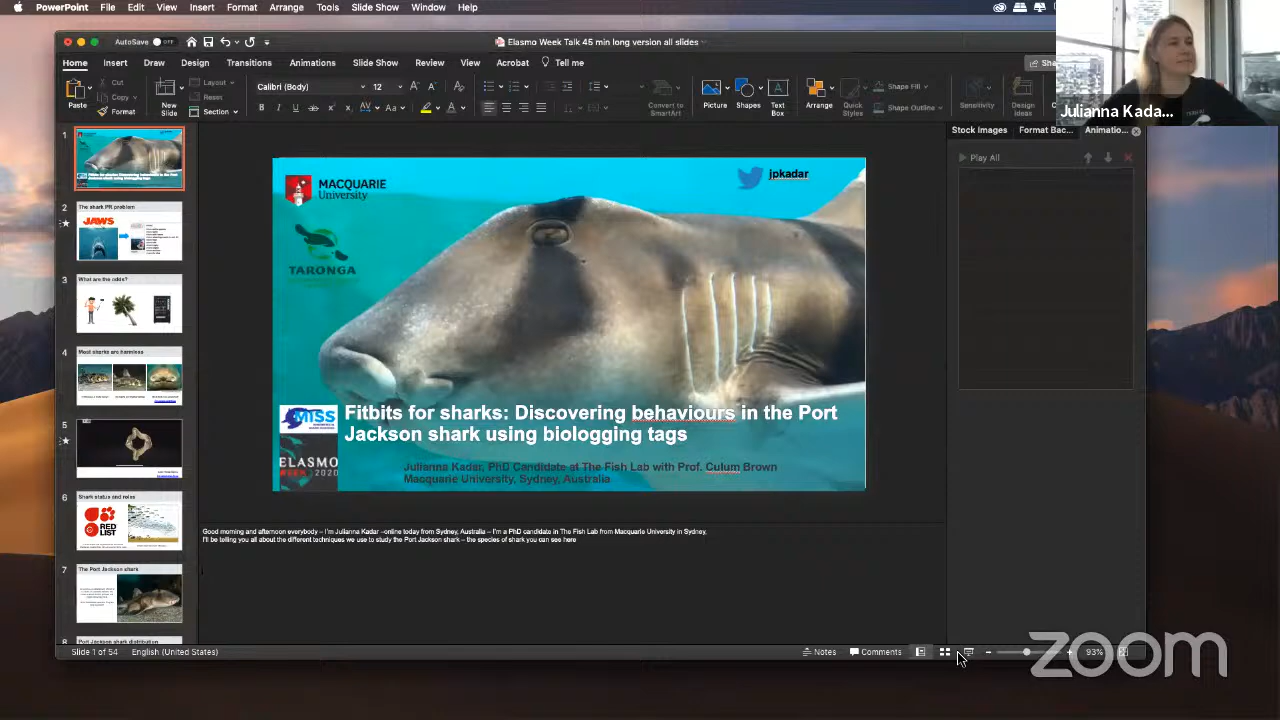 PowerPoint File Edit View Insert Format Arrange Tools Slide Show Window Help
AutoSave OFF
Elasmo Week Talk 45 min long version all slides
Home Insert Draw Design Transitions Animations Slide Show Review View Acrobat Tell me
Paste
Cut
Copy
Format
New
Slide
Layout
Reset
Section
Calibri (Body)
12
Convert to
SmartArt
Picture
Shapes
Text
Box
Arrange
Quick
Styles
Shape Fill
Shape Outline
Sensitivity
Design
Ideas
Julianna Kada...
Stock Images Format Bac... Animatio...
Play All
1
2
The shark PR problem
JAWS
3
What are the odds?
4
Most sharks are harmless
5
6
Shark status and roles
RED
LIST
7
The Port Jackson shark
8
Port Jackson shark distribution
MACQUARIE
University
jpkadar
TARONGA
MTSS
ELASMO
WEEK 2020
Fitbits for sharks: Discovering behaviours in the Port
Jackson shark using biologging tags
Julianna Kadar, PhD Candidate at The Fish Lab with Prof. Culum Brown
Macquarie University, Sydney, Australia
Good morning and afternoon everybody – I'm Julianna Kadar –online today from Sydney, Australia – I'm a PhD candidate in The Fish Lab from Macquarie University in Sydney.
I'll be telling you all about the different techniques we use to study the Port Jackson shark – the species of shark you can see here
Slide 1 of 54
English (United States)
Notes
Comments
93%
zoom